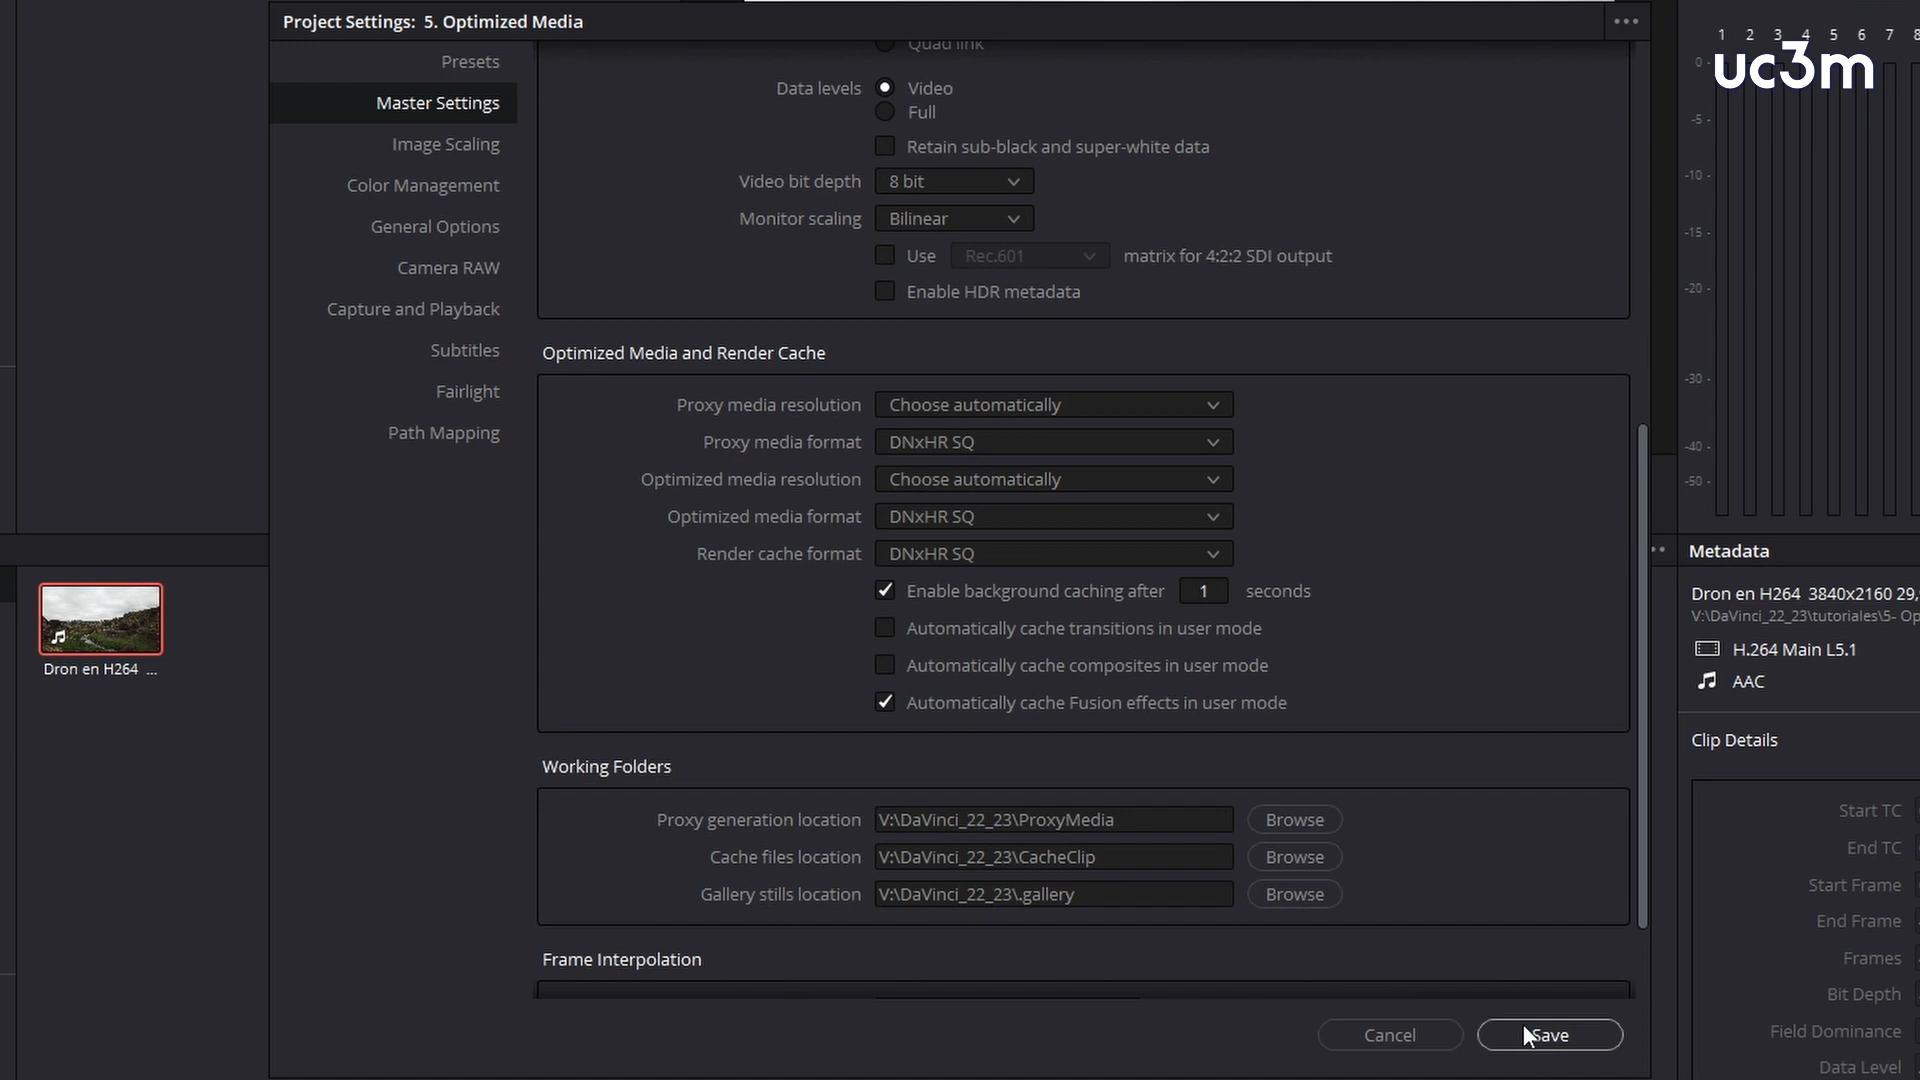 Project Settings: 5. Optimized Media
Presets
Master Settings
Image Scaling
Color Management
General Options
Camera RAW
Capture and Playback
Subtitles
Fairlight
Path Mapping
Quad link
Data levels Video
Full
Retain sub-black and super-white data
Video bit depth 8 bit
Monitor scaling Bilinear
Use Rec.601 matrix for 4:2:2 SDI output
Enable HDR metadata
Optimized Media and Render Cache
Proxy media resolution Choose automatically
Proxy media format DNxHR SQ
Optimized media resolution Choose automatically
Optimized media format DNxHR SQ
Render cache format DNxHR SQ
Enable background caching after 1 seconds
Automatically cache transitions in user mode
Automatically cache composites in user mode
Automatically cache Fusion effects in user mode
Working Folders
Proxy generation location V:\DaVinci_22_23\ProxyMedia Browse
Cache files location V:\DaVinci_22_23\CacheClip Browse
Gallery stills location V:\DaVinci_22_23\.gallery Browse
Frame Interpolation
Cancel Save
Dron en H264 ...
1 2 3 4 5 6 7 8
uc3m
0 -
-5 -
-10 -
-15 -
-20 -
-30 -
-40 -
-50 -
Metadata
Dron en H264 3840x2160 29,
V:\DaVinci_22_23\tutoriales\5- Op
H.264 Main L5.1
AAC
Clip Details
Start TC
End TC
Start Frame
End Frame
Frames
Bit Depth
Field Dominance
Data Level